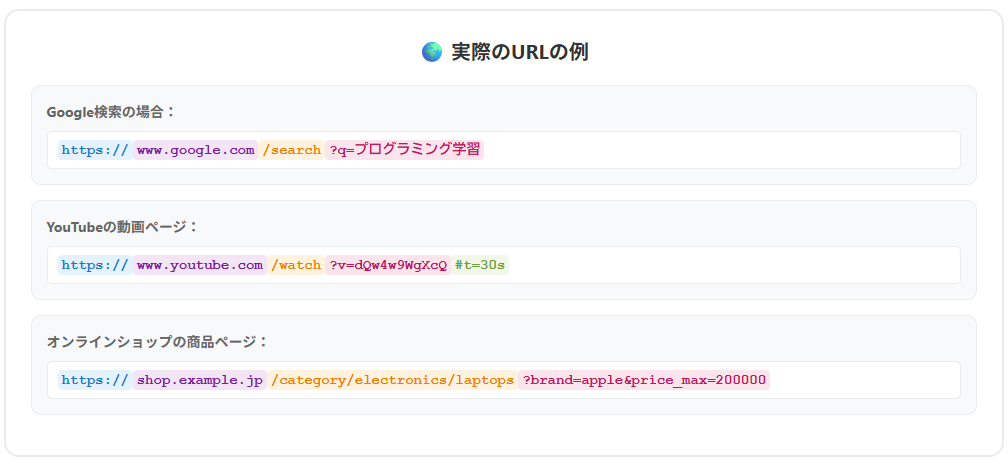 🌍 実際のURLの例
Google検索の場合：
https://www.google.com/search?q=プログラミング学習
YouTubeの動画ページ：
https://www.youtube.com/watch?v=dQw4w9WgXcQ#t=30s
オンラインショップの商品ページ：
https://shop.example.jp/category/electronics/laptops?brand=apple&price_max=200000